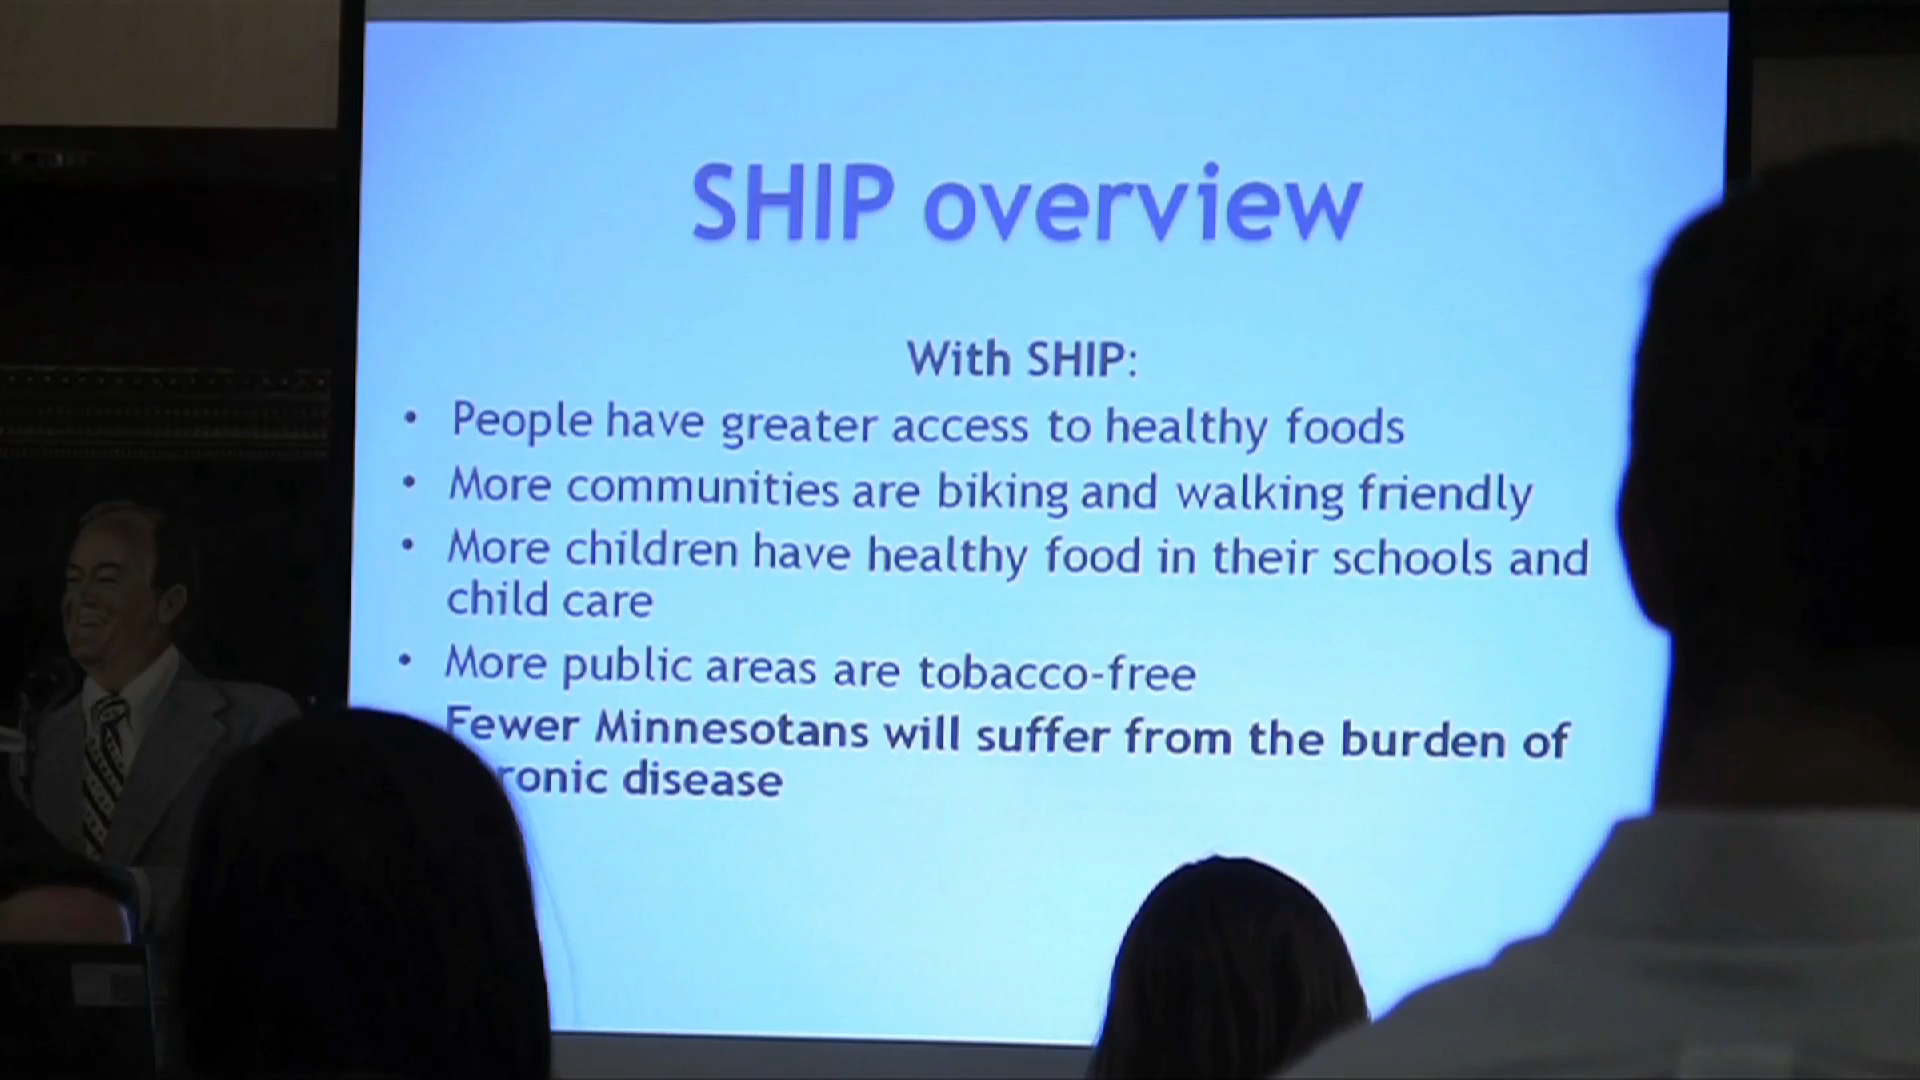 SHIP overview
With SHIP:
• People have greater access to healthy foods
• More communities are biking and walking friendly
• More children have healthy food in their schools and
child care
• More public areas are tobacco-free
Fewer Minnesotans will suffer from the burden of
ronic disease